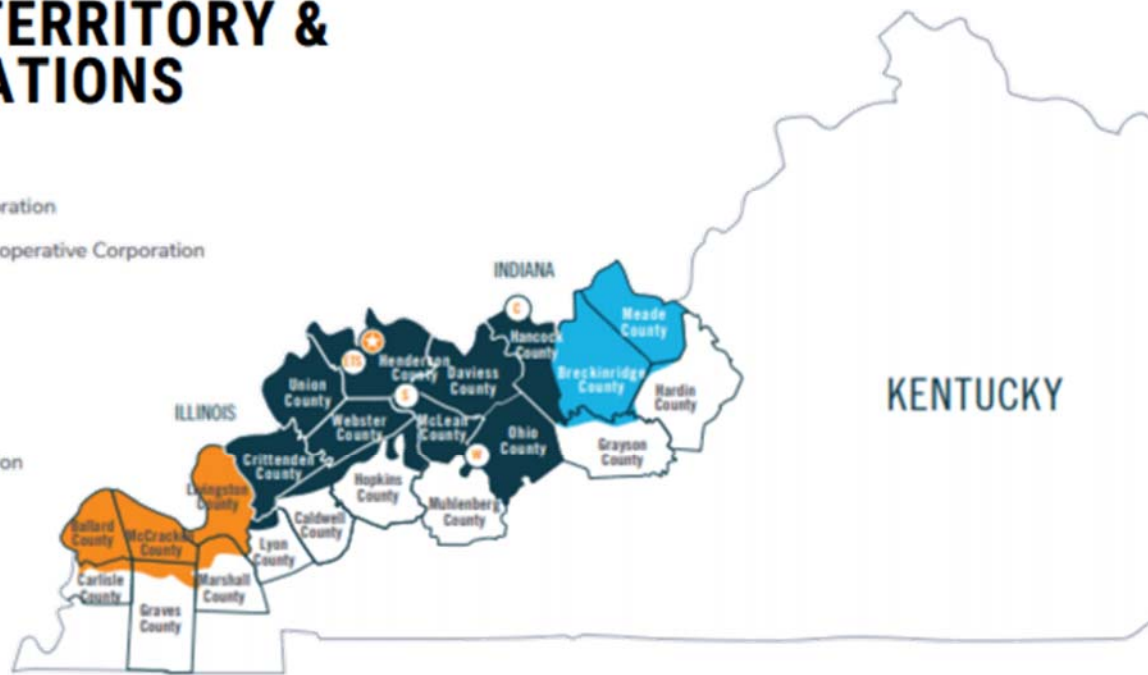 TERRITORY &
ATIONS
ration
operative Corporation
on
INDIANA
ILLINOIS
KENTUCKY
C
ETS
S
W
Meade
County
Hancock
County
Breckinridge
County
Hardin
County
Henderson
County
Daviess
County
Union
County
Webster
County
McLean
County
Ohio
County
Grayson
County
Crittenden
County
Hopkins
County
Livingston
County
Muhlenberg
County
Caldwell
County
Ballard
County
McCracken
County
Lyon
County
Carlisle
County
Marshall
County
Graves
County